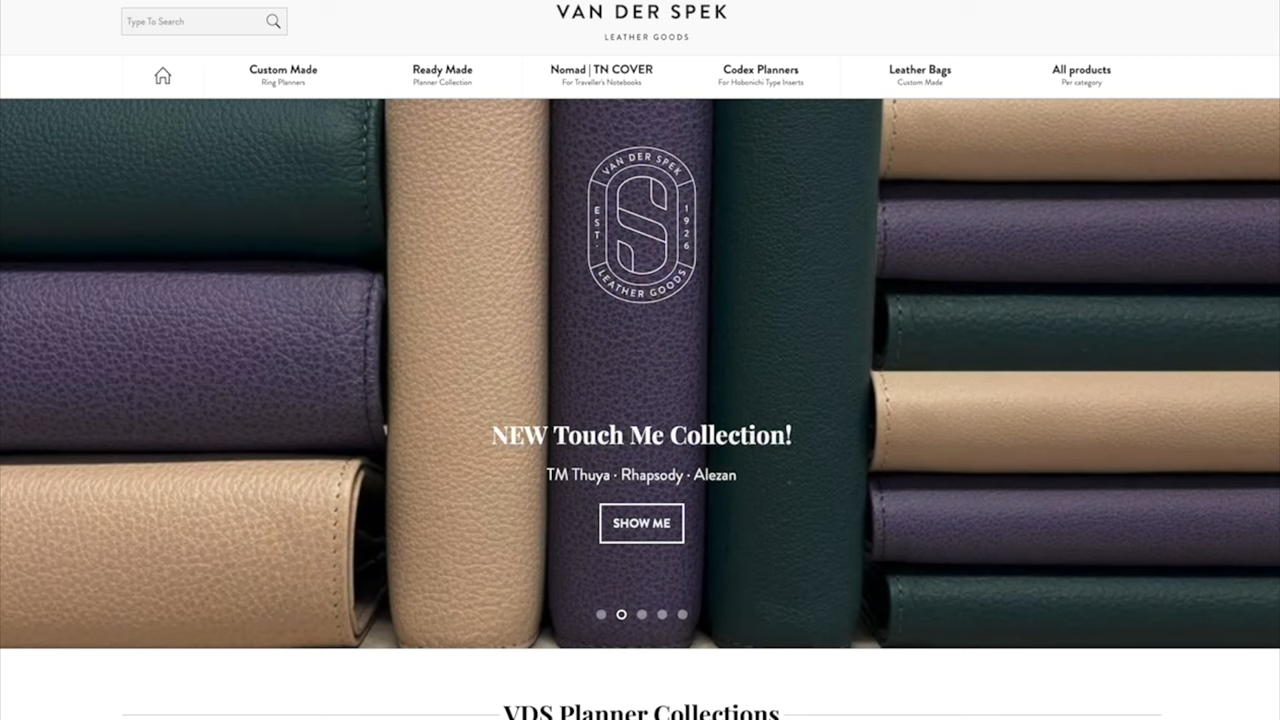 VAN DER SPEK
LEATHER GOODS
Type To Search
Custom Made
Ring Planners
Ready Made
Planner Collection
Nomad | TN COVER
For Traveller's Notebooks
Codex Planners
For Hobonichi Type Inserts
Leather Bags
Custom Made
All products
Per category
VAN DER SPEK
EST.
S
1926
LEATHER GOODS
NEW Touch Me Collection!
TM Thuya · Rhapsody · Alezan
SHOW ME
VDS Planner Collections